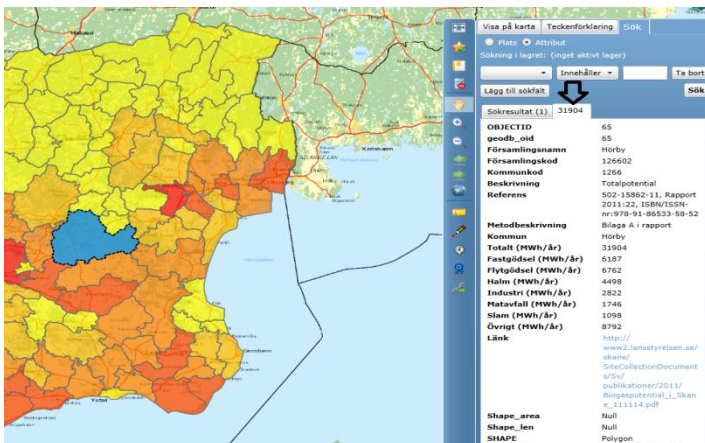 Visa på karta Teckenförklaring Sök
Plats Attribut
Sökning i lagret: (inget aktivt lager)
Innehåller Ta bort
Lägg till sökfält Sök
Sökresultat (1) 31904
OBJECTID 65
geodb_oid 65
Församlingsnamn Hörby
Församlingskod 126602
Kommunkod 1266
Beskrivning Totalpotential
Referens 502-15862-11, Rapport
2011:22, ISBN/ISSN-
nr:978-91-86533-58-52
Metodbeskrivning Bilaga A i rapport
Kommun Hörby
Totalt (MWh/år) 31904
Fastgödsel (MWh/år) 6187
Flytgödsel (MWh/år) 6762
Halm (MWh/år) 4498
Industri (MWh/år) 2822
Matavfall (MWh/år) 1746
Slam (MWh/år) 1098
Övrigt (MWh/år) 8792
Länk http://
www2.lansstyrelsen.se/
skane/
SiteCollectionDocument
s/Sv/
publikationer/2011/
Biogaspotential_i_Skan
e_111114.pdf
Shape_area Null
Shape_len Null
SHAPE Polygon
Karlshamn
Ystad